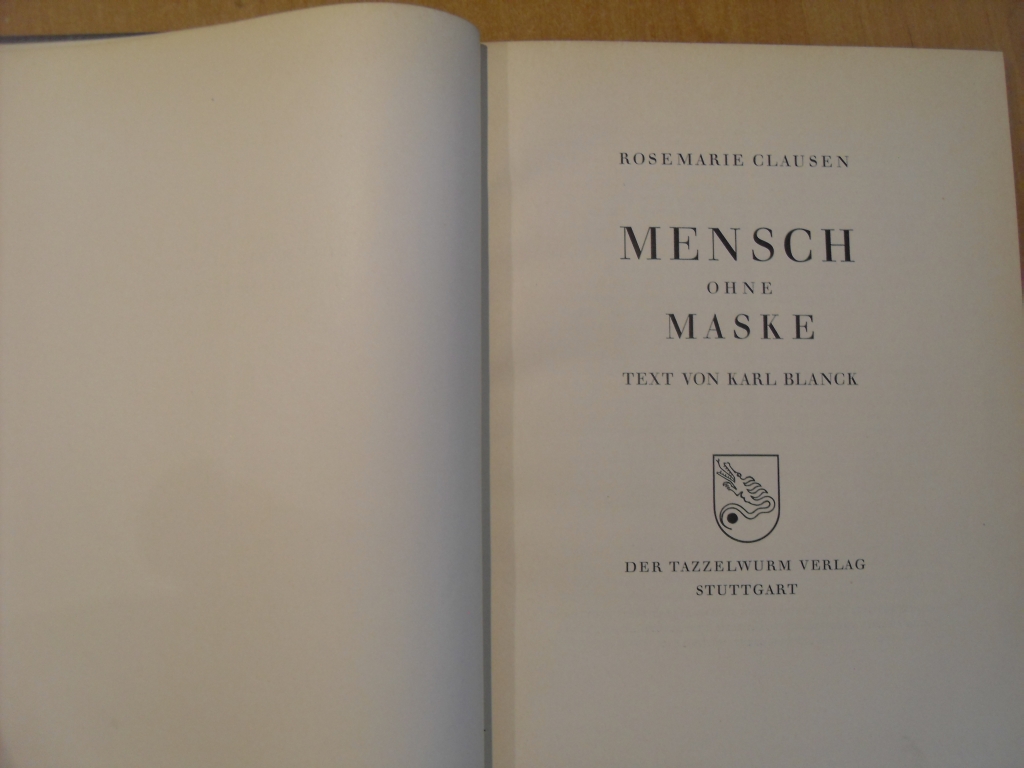 ROSEMARIE CLAUSEN
MENSCH
OHNE
MASKE
TEXT VON KARL BLANCK
DER TAZZELWURM VERLAG
STUTTGART